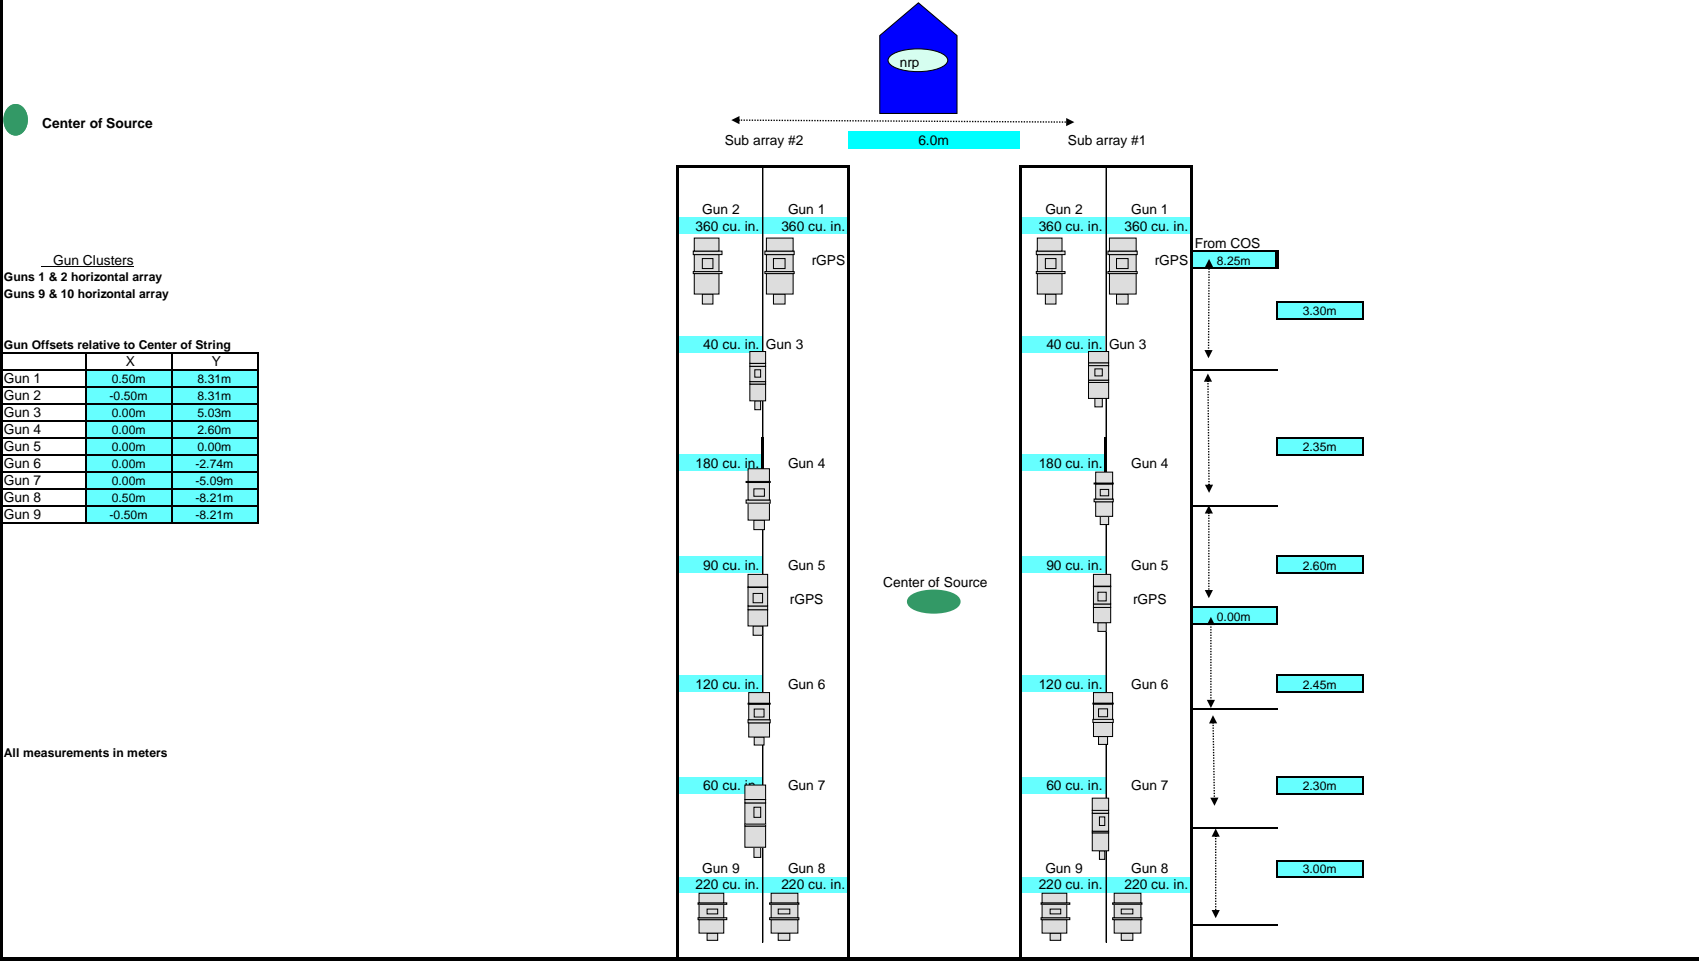 nrp
Center of Source
Sub array #2 6.0m Sub array #1
Gun 2 Gun 1 Gun 2 Gun 1
360 cu. in. 360 cu. in. 360 cu. in. 360 cu. in.
From COS
Gun Clusters rGPS rGPS 8.25m
Guns 1 & 2 horizontal array
Guns 9 & 10 horizontal array
3.30m
Gun Offsets relative to Center of String 40 cu. in. Gun 3 40 cu. in. Gun 3
X Y
Gun 1 0.50m 8.31m
Gun 2 -0.50m 8.31m
Gun 3 0.00m 5.03m
Gun 4 0.00m 2.60m
Gun 5 0.00m 0.00m 2.35m
Gun 6 0.00m -2.74m 180 cu. in. Gun 4 180 cu. in. Gun 4
Gun 7 0.00m -5.09m
Gun 8 0.50m -8.21m
Gun 9 -0.50m -8.21m
90 cu. in. Gun 5 90 cu. in. Gun 5 2.60m
Center of Source
rGPS rGPS
0.00m
120 cu. in. Gun 6 120 cu. in. Gun 6 2.45m
All measurements in meters
60 cu. in. Gun 7 60 cu. in. Gun 7 2.30m
Gun 9 Gun 8 Gun 9 Gun 8 3.00m
220 cu. in. 220 cu. in. 220 cu. in. 220 cu. in.